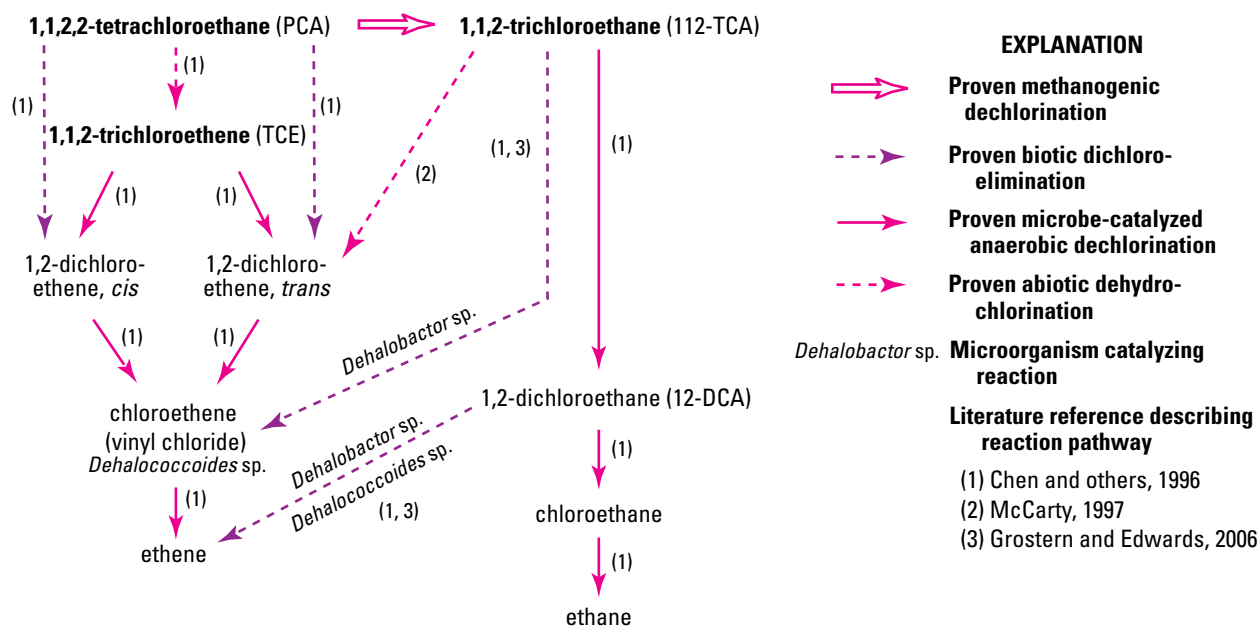 1,1,2,2-tetrachloroethane (PCA)
1,1,2-trichloroethane (112-TCA)
(1)
(1)
(1)
1,1,2-trichloroethene (TCE)
(1, 3)
(1)
(2)
(1)
(1)
1,2-dichloro-
ethene, cis
1,2-dichloro-
ethene, trans
(1)
(1)
Dehalobactor sp.
chloroethene
(vinyl chloride)
Dehalococcoides sp.
1,2-dichloroethane (12-DCA)
Dehalobactor sp.
Dehalococcoides sp.
(1, 3)
(1)
(1)
ethene
chloroethane
(1)
ethane
EXPLANATION
Proven methanogenic
dechlorination
Proven biotic dichloro-
elimination
Proven microbe-catalyzed
anaerobic dechlorination
Proven abiotic dehydro-
chlorination
Dehalobactor sp. Microorganism catalyzing
reaction
Literature reference describing
reaction pathway
(1) Chen and others, 1996
(2) McCarty, 1997
(3) Grostern and Edwards, 2006